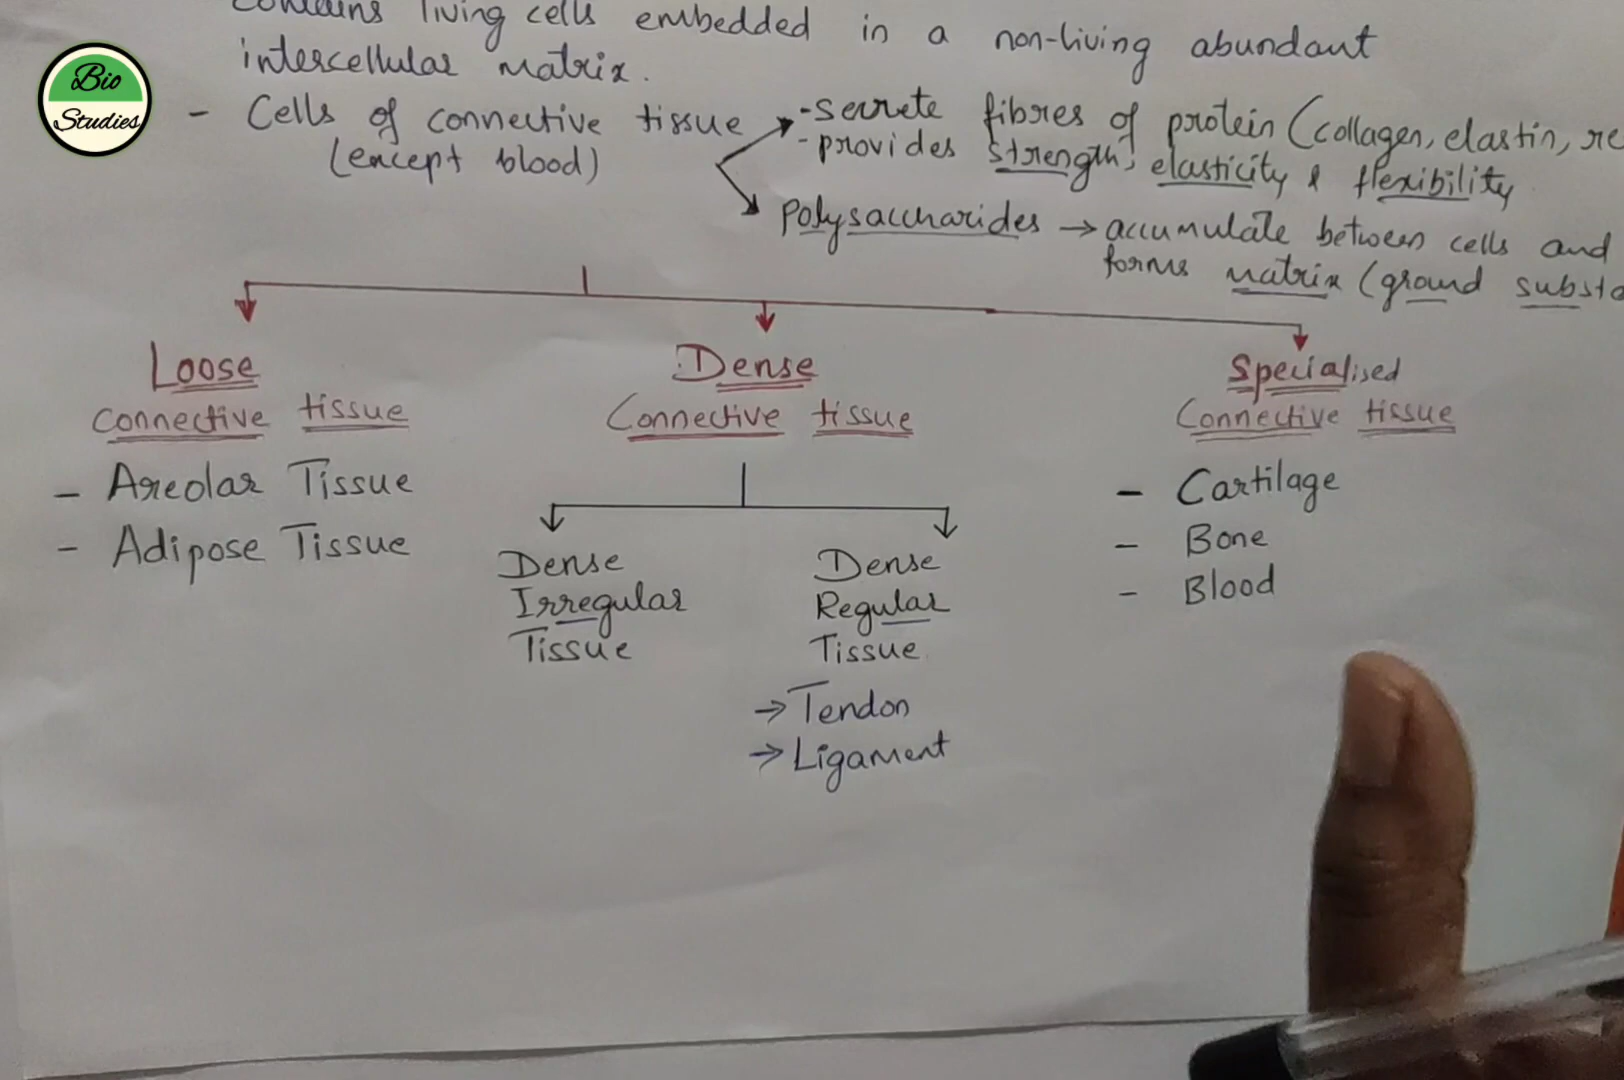 contains living cells embedded in a non-living abundant
intercellular matrix.
Bio
Studies
- Cells of connective tissue
(except blood)
- secrete fibres of protein (collagen, elastin,
- provides strength, elasticity & flexibility
polysaccharides → accumulate between cells and
forms matrix (ground
Loose
connective tissue
- Areolar Tissue
- Adipose Tissue
Dense
Connective tissue
Dense
Irregular
Tissue
Dense
Regular
Tissue
→ Tendon
→ Ligament
Specialised
Connective tissue
- Cartilage
- Bone
- Blood